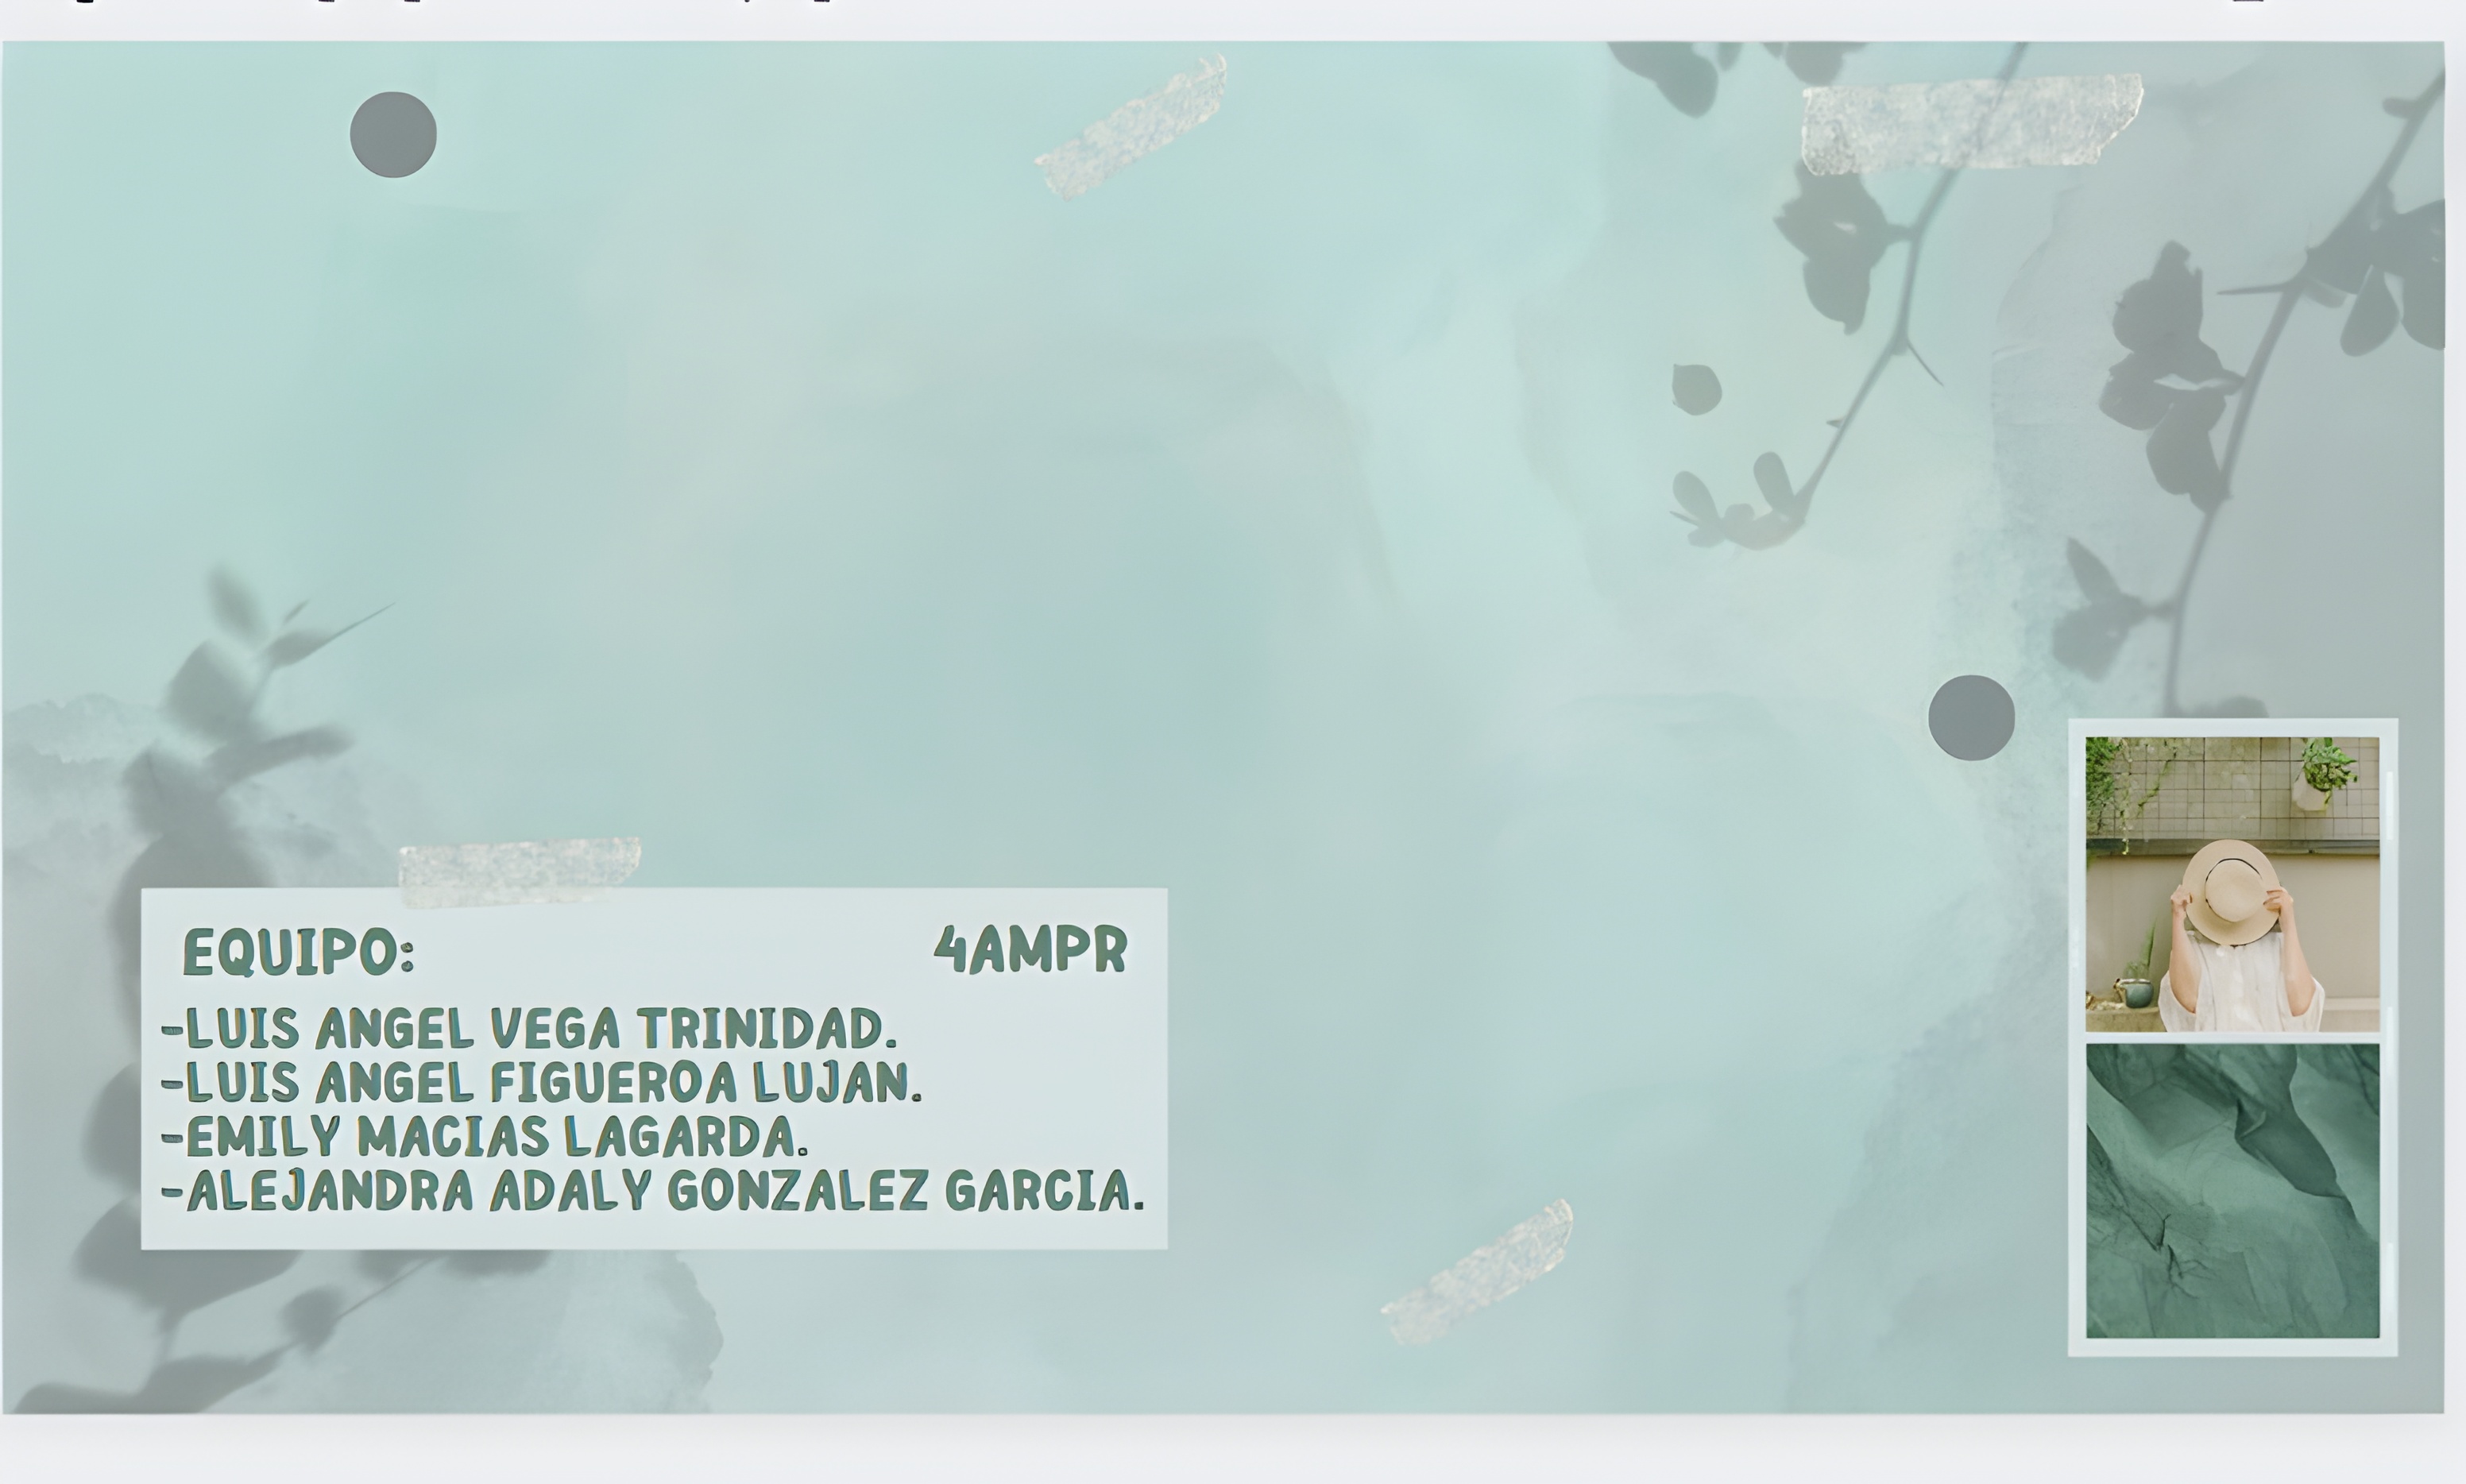 EQUIPO: 4AMPR
-LUIS ANGEL VEGA TRINIDAD.
-LUIS ANGEL FIGUEROA LUJAN.
-EMILY MACIAS LAGARDA.
-ALEJANDRA ADALY GONZALEZ GARCIA.